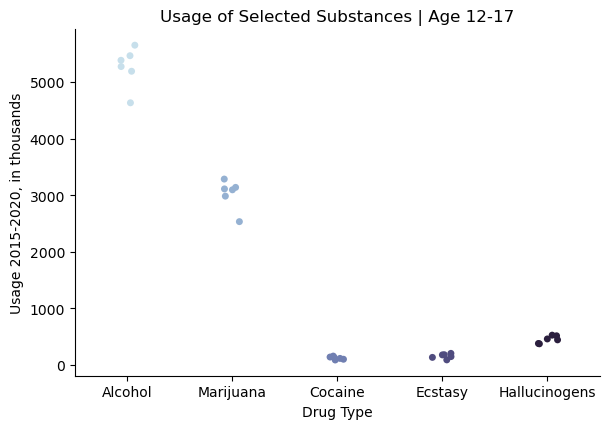 Usage of Selected Substances | Age 12-17
Usage 2015-2020, in thousands
5000
4000
3000
2000
1000
0
Alcohol
Marijuana
Cocaine
Ecstasy
Hallucinogens
Drug Type